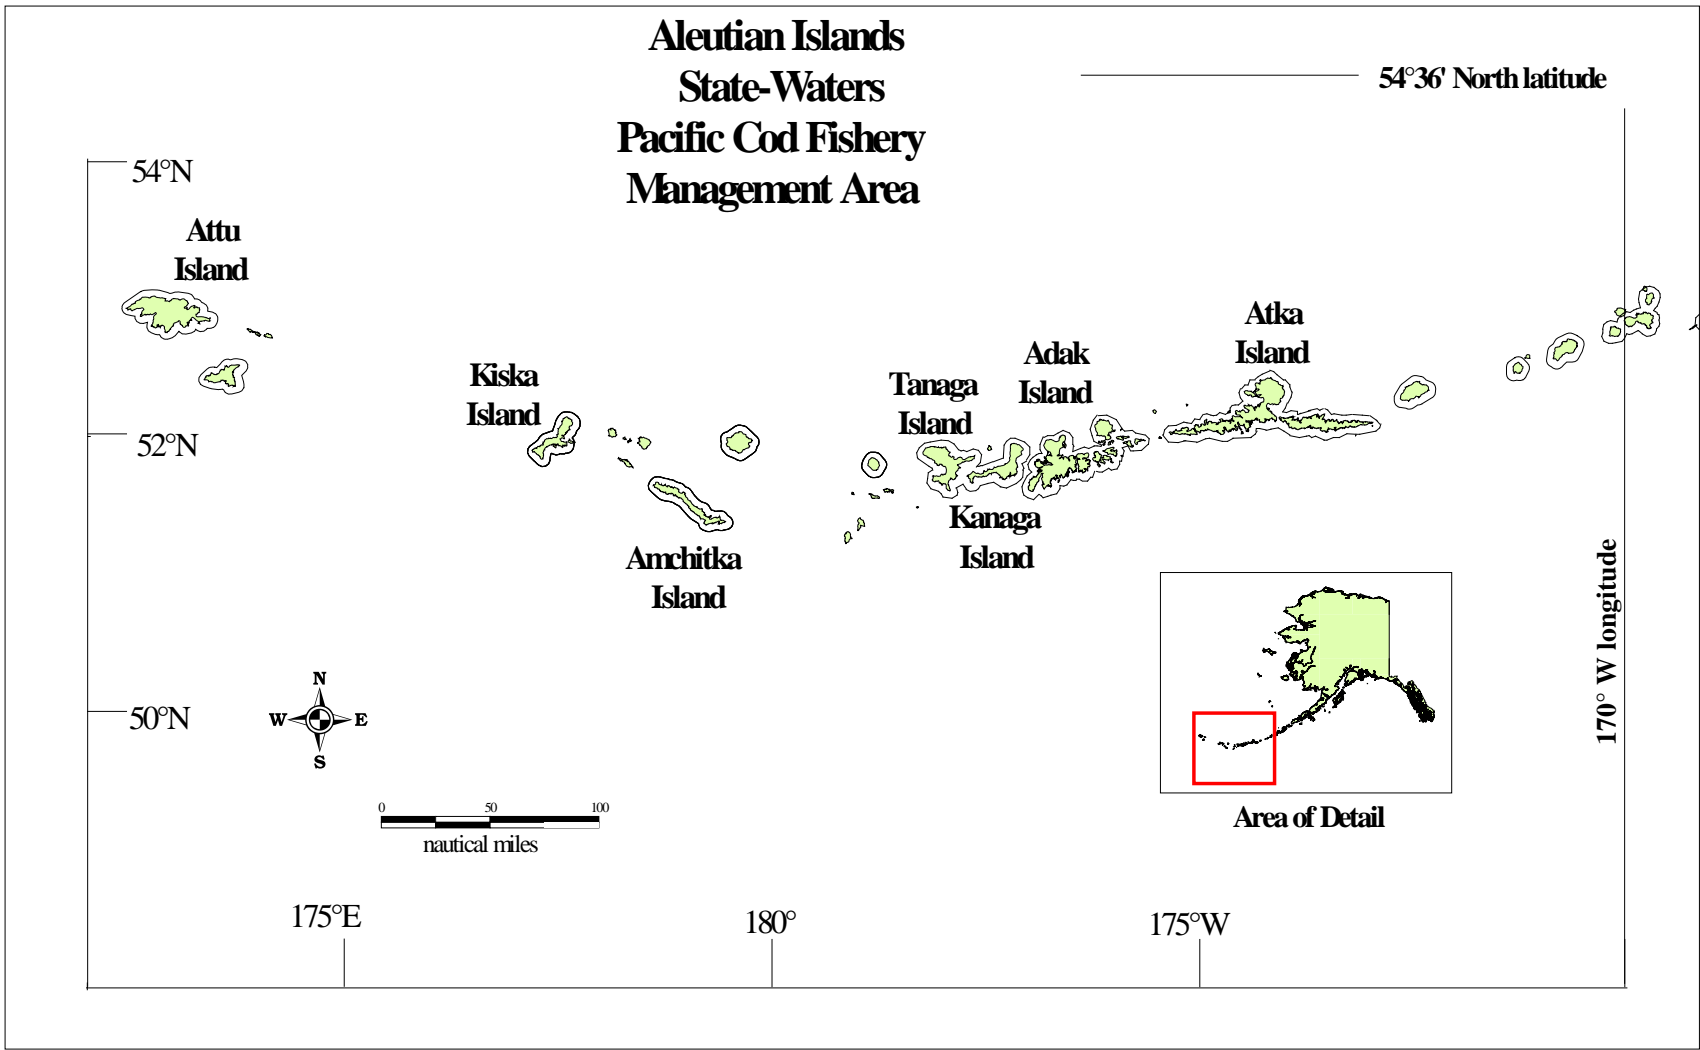 Aleutian Islands
State-Waters
Pacific Cod Fishery
Management Area
54°36' North latitude
54°N
Attu
Island
Kiska
Island
52°N
Tanaga
Island
Adak
Island
Atka
Island
Amchitka
Island
Kanaga
Island
170° W longitude
50°N
N
W E
S
0 50 100
nautical miles
Area of Detail
175°E
180°
175°W